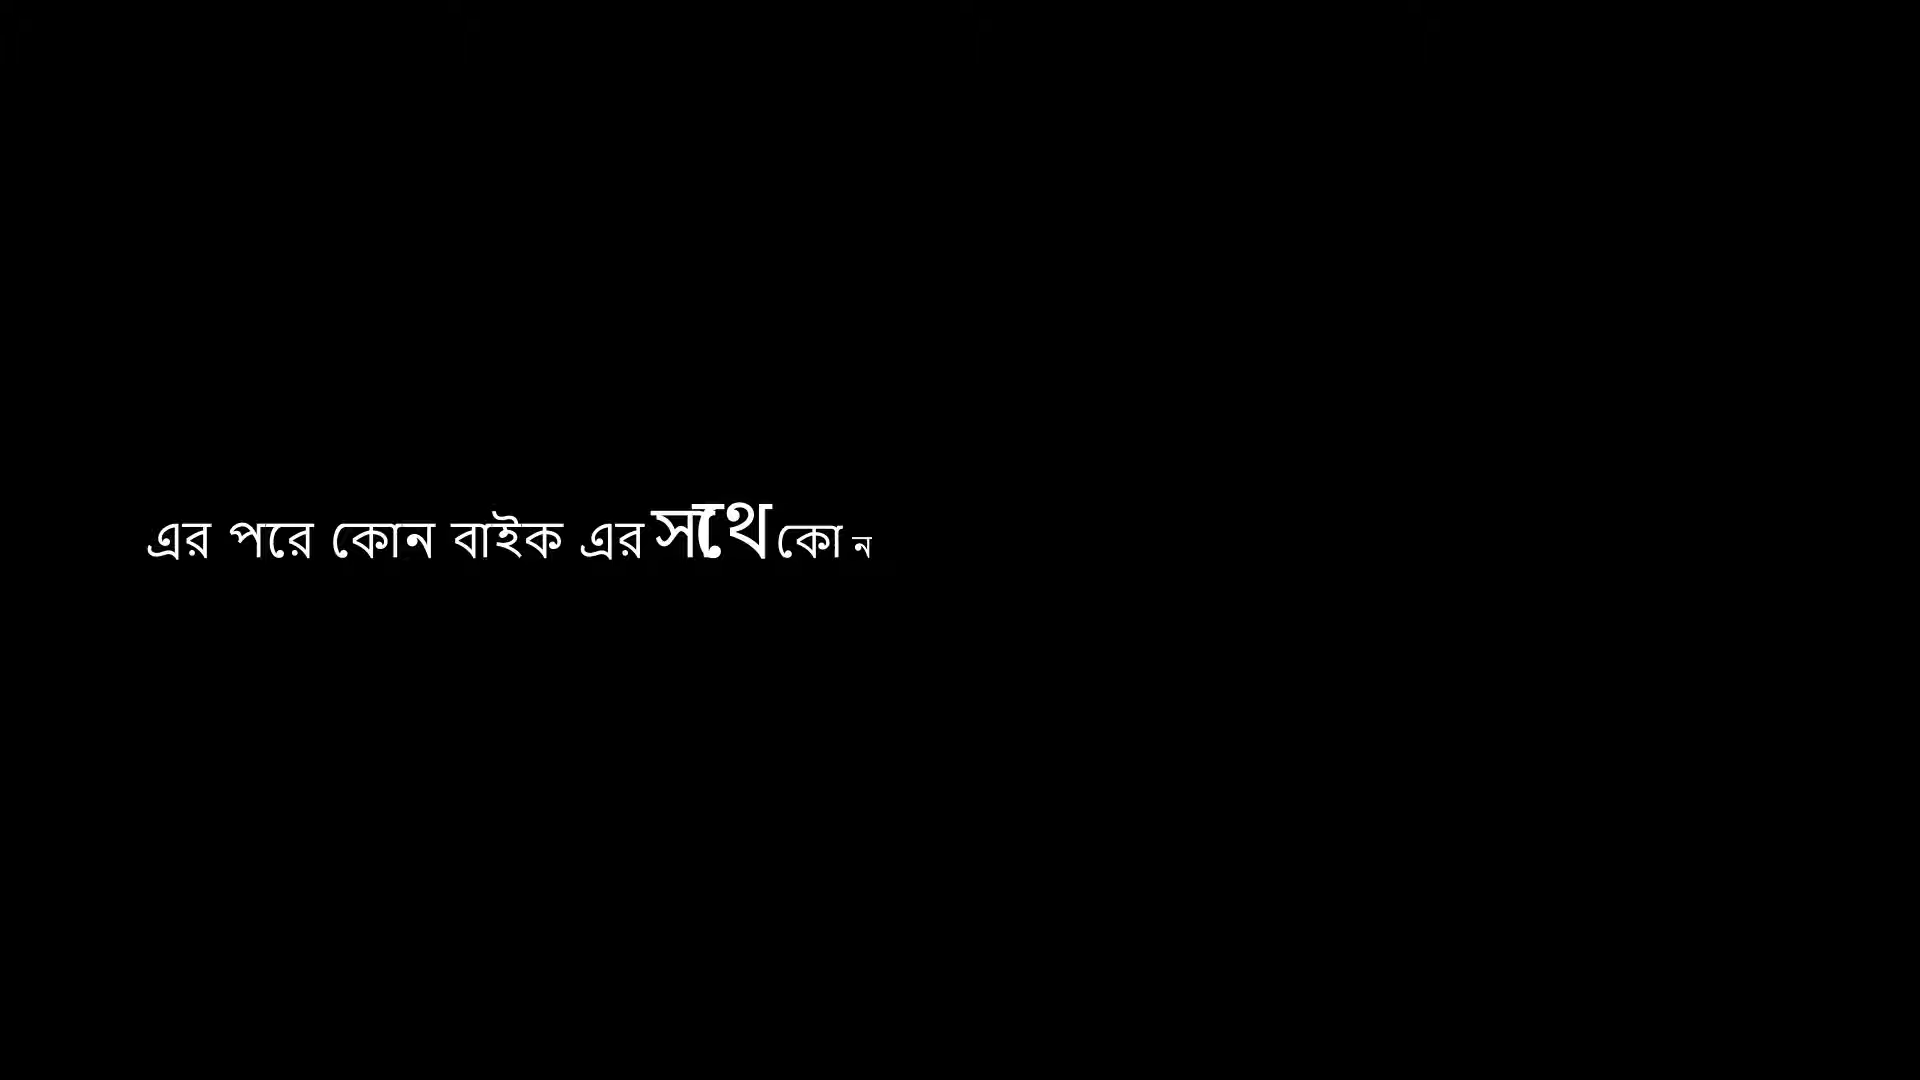 এর পরে কোন বাইক এর সাথে কোন